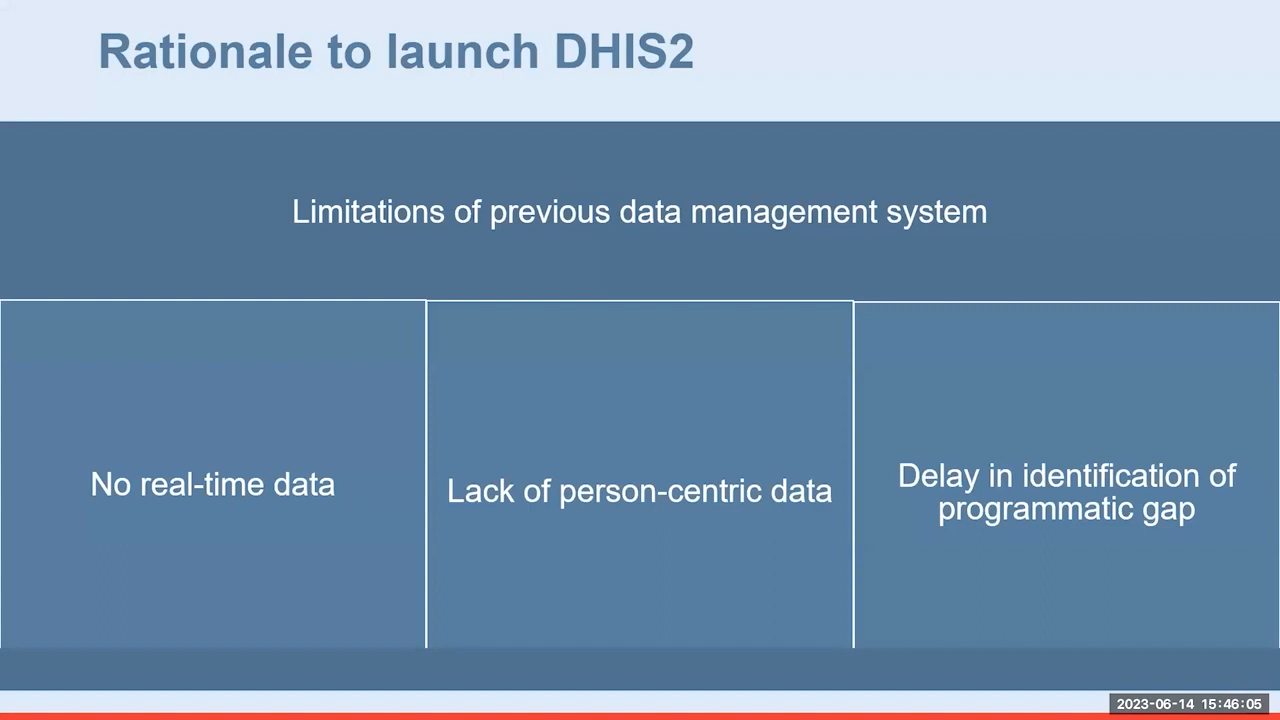 Rationale to launch DHIS2
Limitations of previous data management system
No real-time data
Lack of person-centric data
Delay in identification of
programmatic gap
2023-06-14 15:46:05